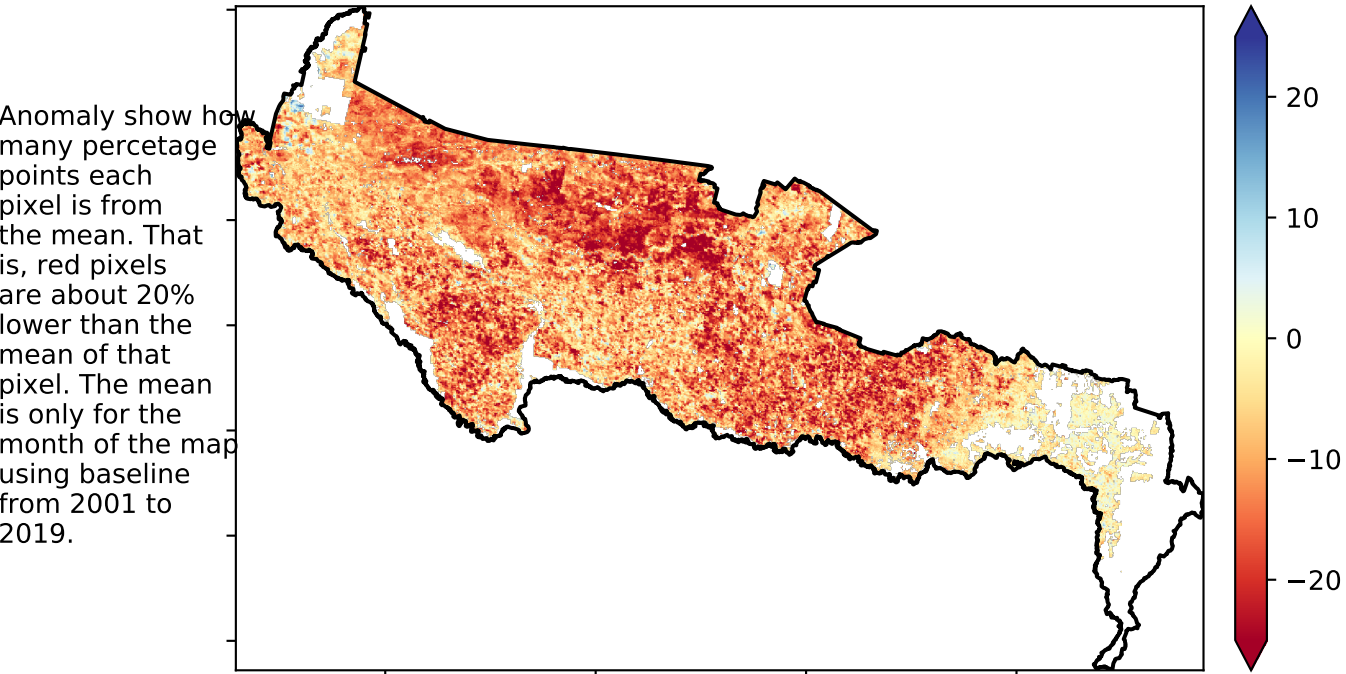 Anomaly show how
many percetage
points each
pixel is from
the mean. That
is, red pixels
are about 20%
lower than the
mean of that
pixel. The mean
is only for the
month of the map
using baseline
from 2001 to
2019.
20
10
0
−10
−20